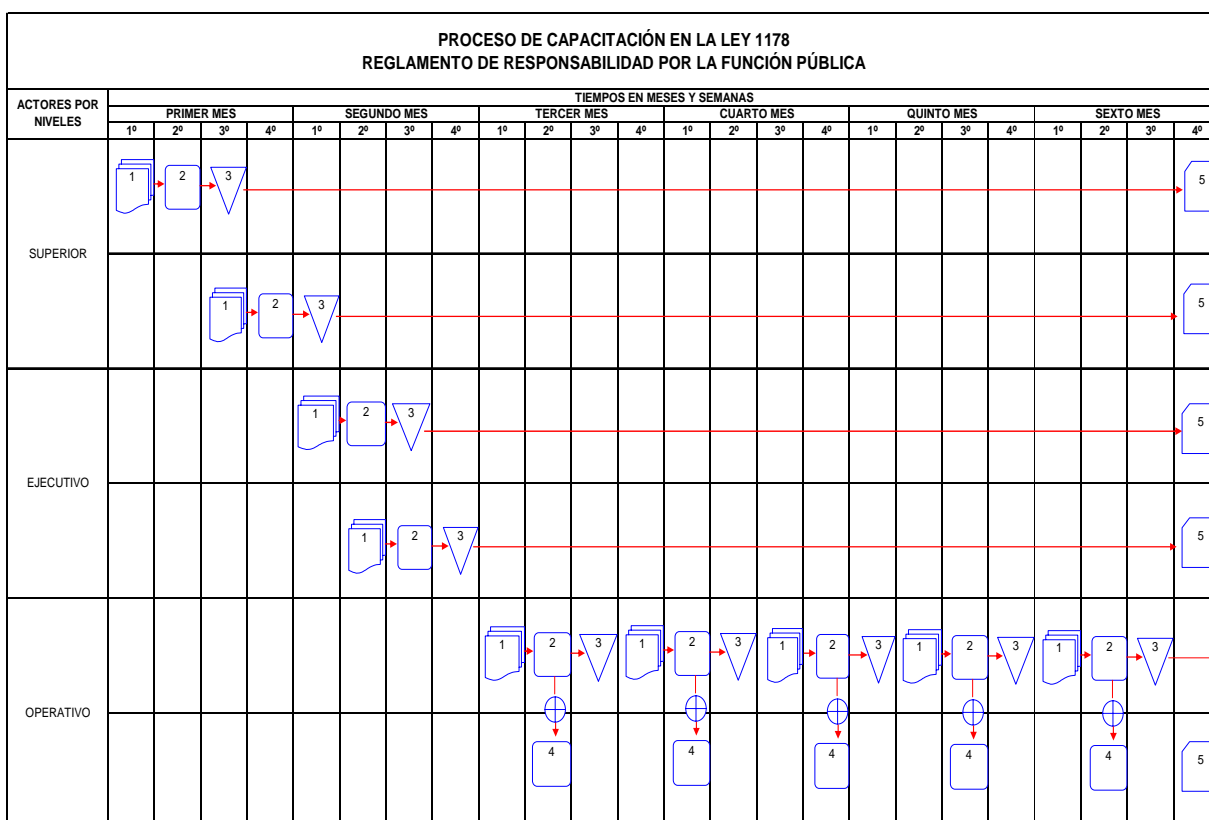 PROCESO DE CAPACITACIÓN EN LA LEY 1178
REGLAMENTO DE RESPONSABILIDAD POR LA FUNCIÓN PÚBLICA
ACTORES POR NIVELES
TIEMPOS EN MESES Y SEMANAS
PRIMER MES SEGUNDO MES TERCER MES CUARTO MES QUINTO MES SEXTO MES
1º 2º 3º 4º 1º 2º 3º 4º 1º 2º 3º 4º 1º 2º 3º 4º 1º 2º 3º 4º 1º 2º 3º 4º
1 2 3 5
SUPERIOR
1 2 3 5
1 2 3 5
EJECUTIVO
1 2 3 5
1 2 3 1 2 3 1 2 3 1 2 3 1 2 3
OPERATIVO
4 4 4 4 4 5